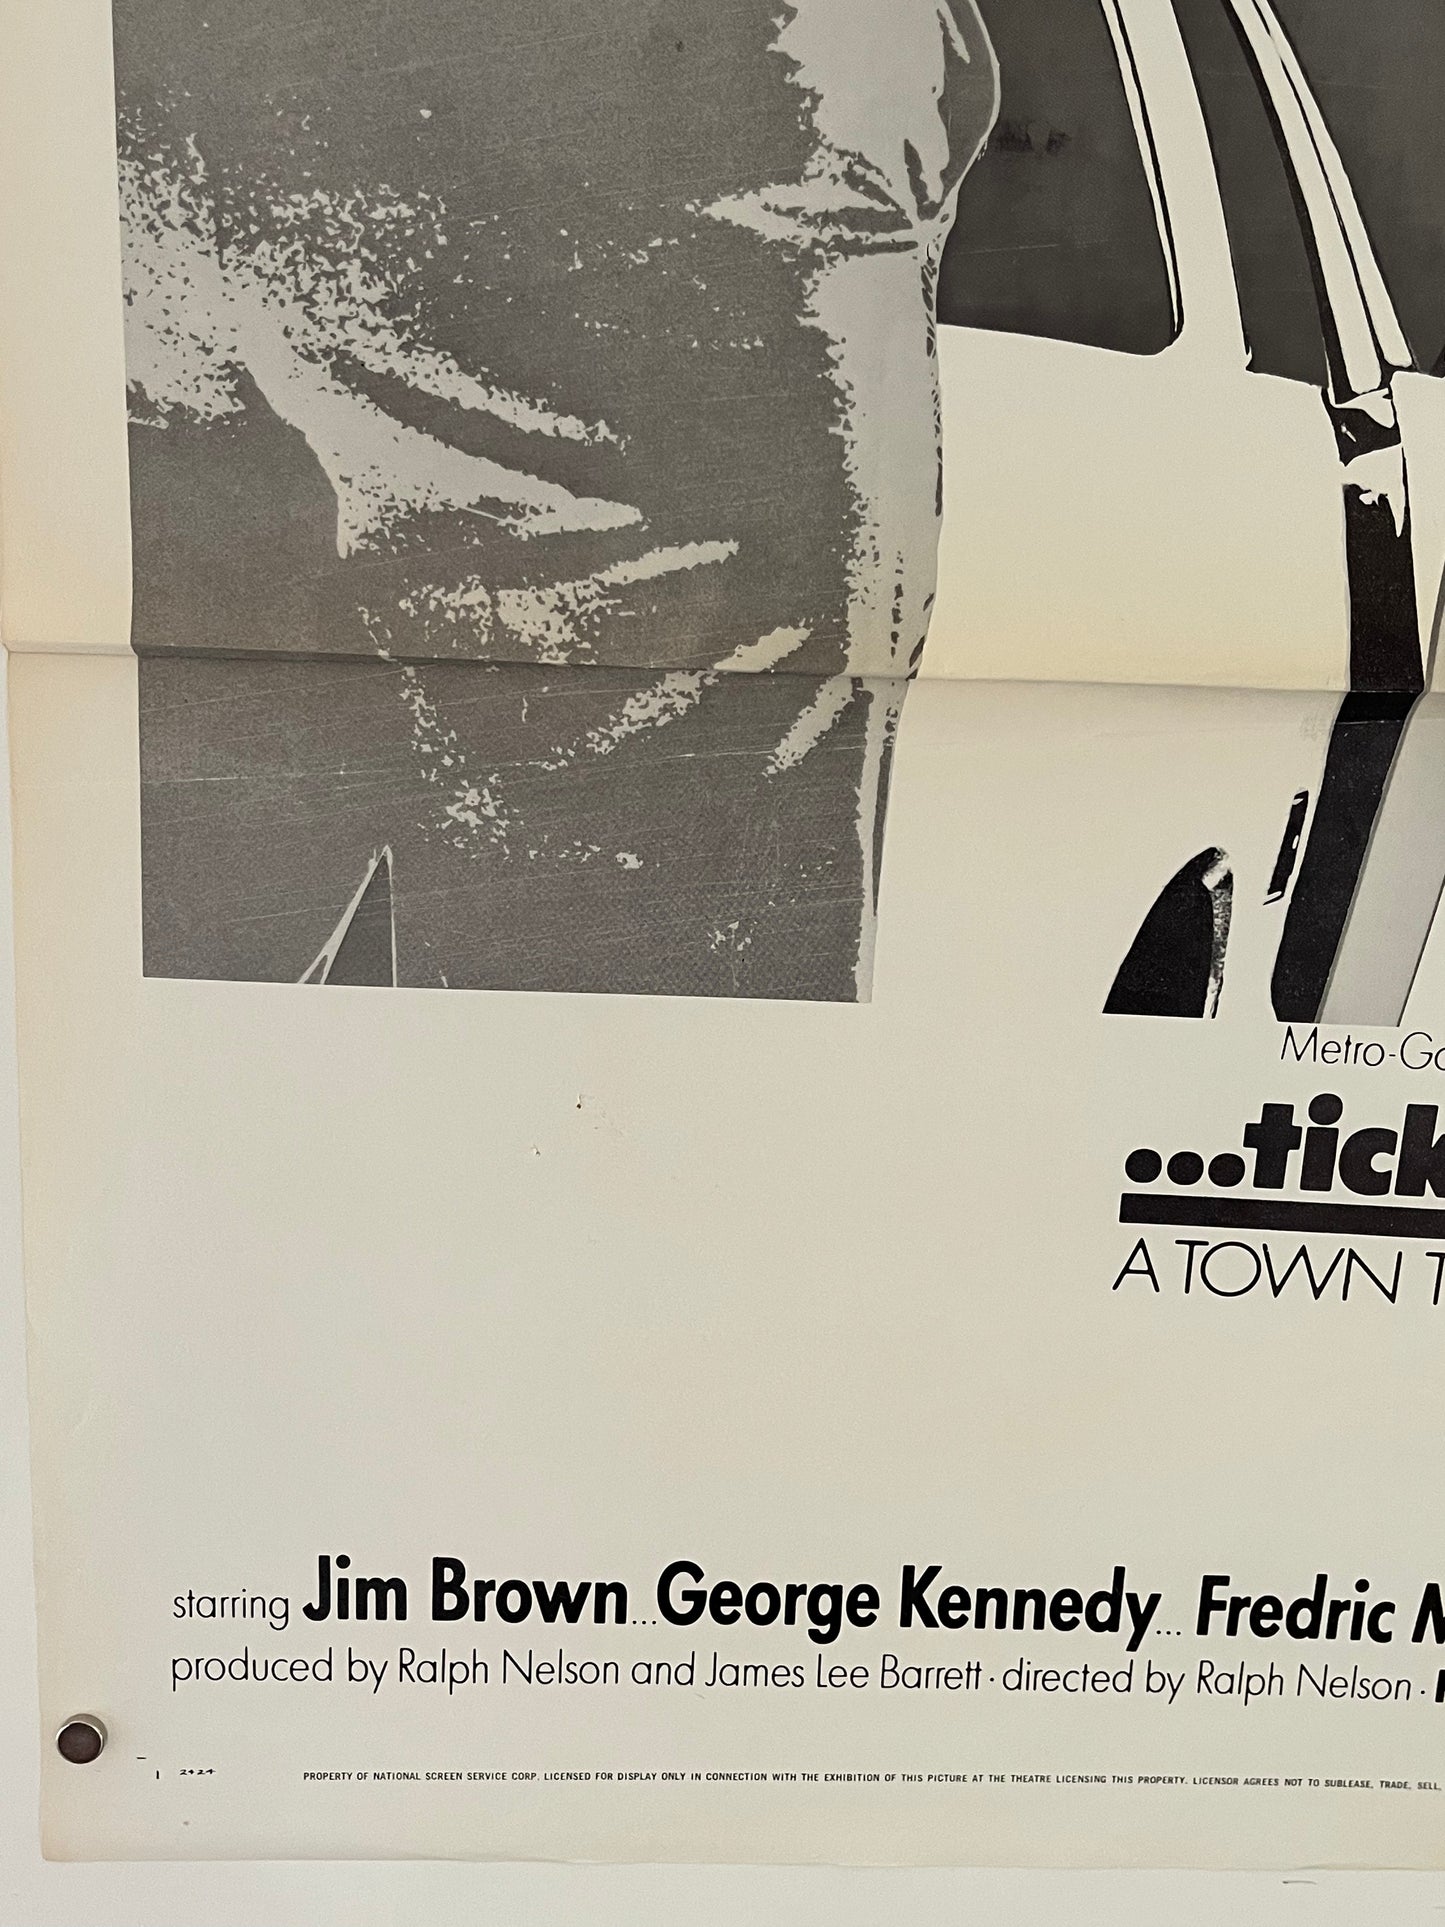 Metro-Go
...tick
A TOWN T
starring Jim Brown...George Kennedy... Fredric M
produced by Ralph Nelson and James Lee Barrett · directed by Ralph Nelson ·
2424
PROPERTY OF NATIONAL SCREEN SERVICE CORP. LICENSED FOR DISPLAY ONLY IN CONNECTION WITH THE EXHIBITION OF THIS PICTURE AT THE THEATRE LICENSING THIS PROPERTY. LICENSOR AGREES NOT TO SUBLEASE, TRADE, SELL,